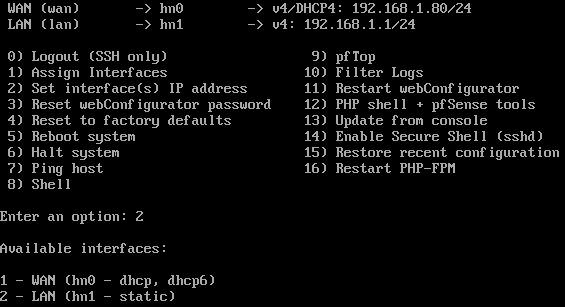 WAN (wan) -> hn0 -> v4/DHCP4: 192.168.1.80/24
LAN (lan) -> hn1 -> v4: 192.168.1.1/24
0) Logout (SSH only) 9) pfTop
1) Assign Interfaces 10) Filter Logs
2) Set interface(s) IP address 11) Restart webConfigurator
3) Reset webConfigurator password 12) PHP shell + pfSense tools
4) Reset to factory defaults 13) Update from console
5) Reboot system 14) Enable Secure Shell (sshd)
6) Halt system 15) Restore recent configuration
7) Ping host 16) Restart PHP-FPM
8) Shell
Enter an option: 2
Available interfaces:
1 - WAN (hn0 - dhcp, dhcp6)
2 - LAN (hn1 - static)